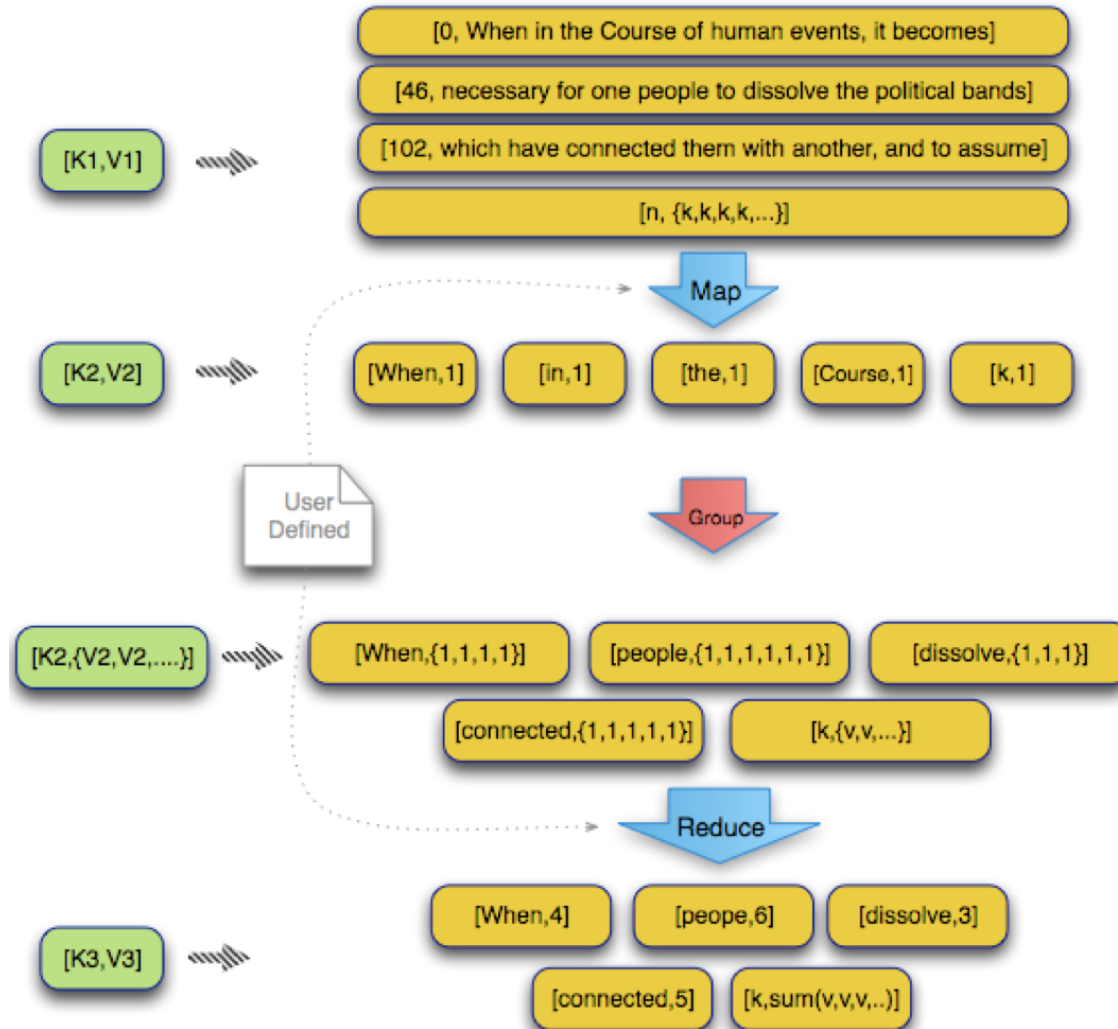 [0, When in the Course of human events, it becomes]
[46, necessary for one people to dissolve the political bands]
[K1,V1]
[102, which have connected them with another, and to assume]
[n, {k,k,k,k,...}]
Map
[K2,V2]
[When,1]
[in,1]
[the,1]
[Course,1]
[k,1]
User
Defined
Group
[K2,{V2,V2,....}]
[When,{1,1,1,1}]
[people,{1,1,1,1,1,1}]
[dissolve,{1,1,1}]
[connected,{1,1,1,1,1}]
[k,{v,v,...}]
Reduce
[K3,V3]
[When,4]
[peope,6]
[dissolve,3]
[connected,5]
[k,sum(v,v,v,..)]